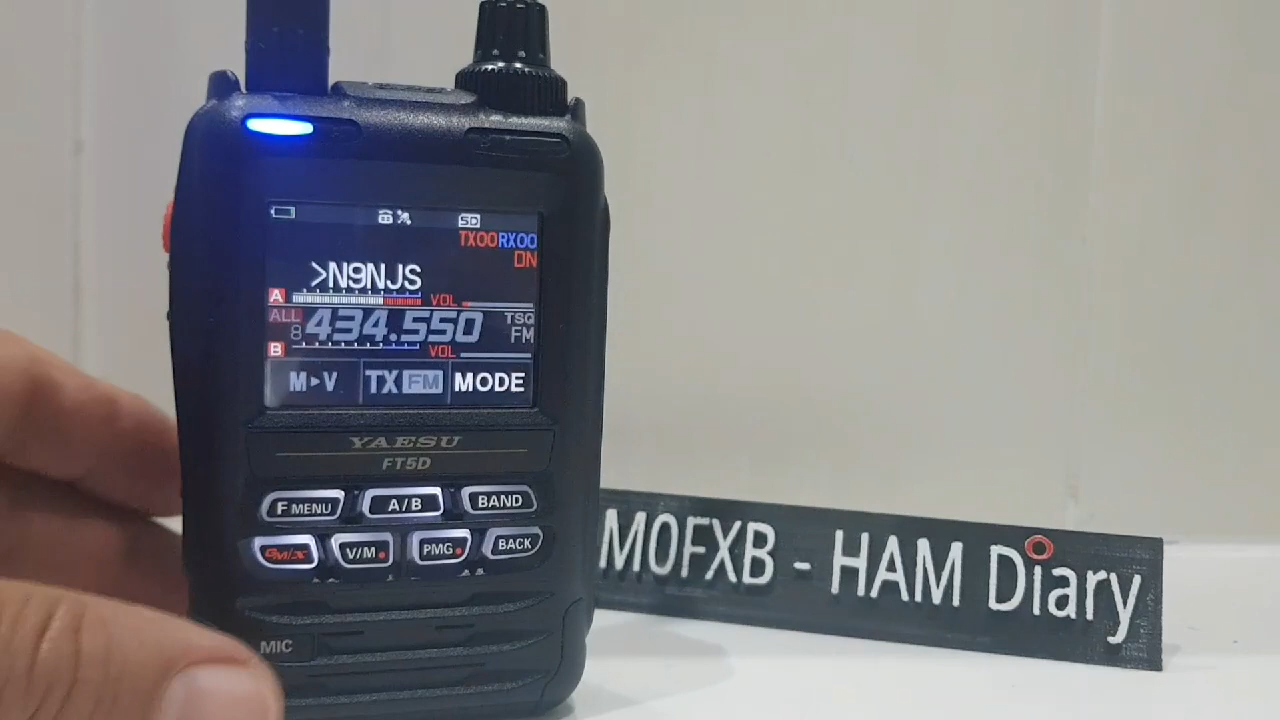 SD
TX00RX00
DN
>N9NJS
A VOL
ALL 8 434.550 TSQ FM
B VOL
M▸V TX FM MODE
YAESU
FT5D
F MENU A/B BAND
GM/X V/M PMG BACK
MIC
M0FXB - HAM Diary